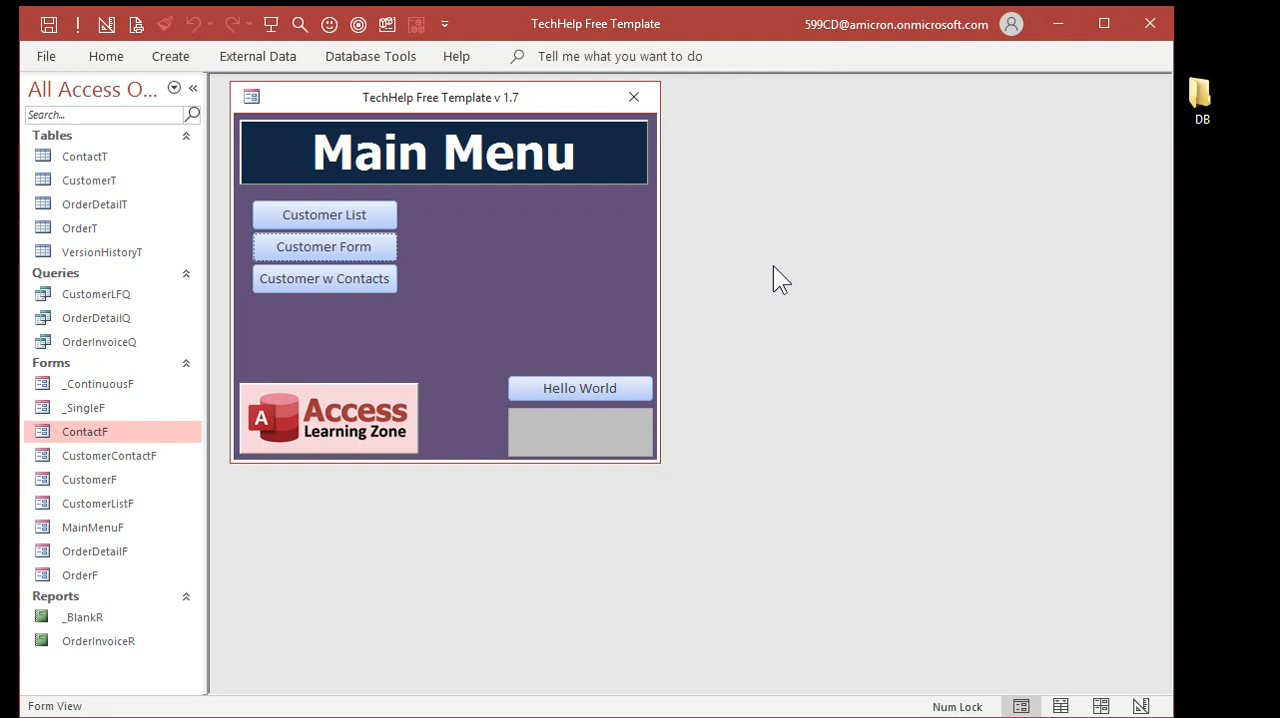 TechHelp Free Template
599CD@amicron.onmicrosoft.com
File
Home
Create
External Data
Database Tools
Help
Tell me what you want to do
All Access O...
Search...
Tables
ContactT
CustomerT
OrderDetailT
OrderT
VersionHistoryT
Queries
CustomerLFQ
OrderDetailQ
OrderInvoiceQ
Forms
_ContinuousF
_SingleF
ContactF
CustomerContactF
CustomerF
CustomerListF
MainMenuF
OrderDetailF
OrderF
Reports
_BlankR
OrderInvoiceR
TechHelp Free Template v 1.7
Main Menu
Customer List
Customer Form
Customer w Contacts
Hello World
A
Access
Learning Zone
DB
Form View
Num Lock